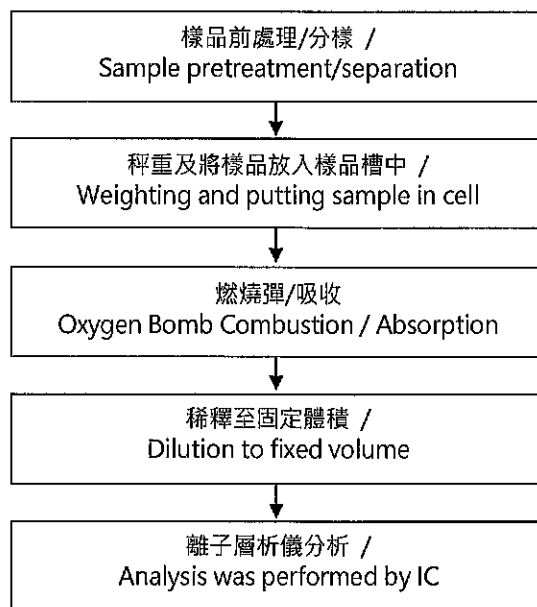 樣品前處理/分樣 /
Sample pretreatment/separation
秤重及將樣品放入樣品槽中 /
Weighting and putting sample in cell
燃燒彈/吸收
Oxygen Bomb Combustion / Absorption
稀釋至固定體積 /
Dilution to fixed volume
離子層析儀分析 /
Analysis was performed by IC